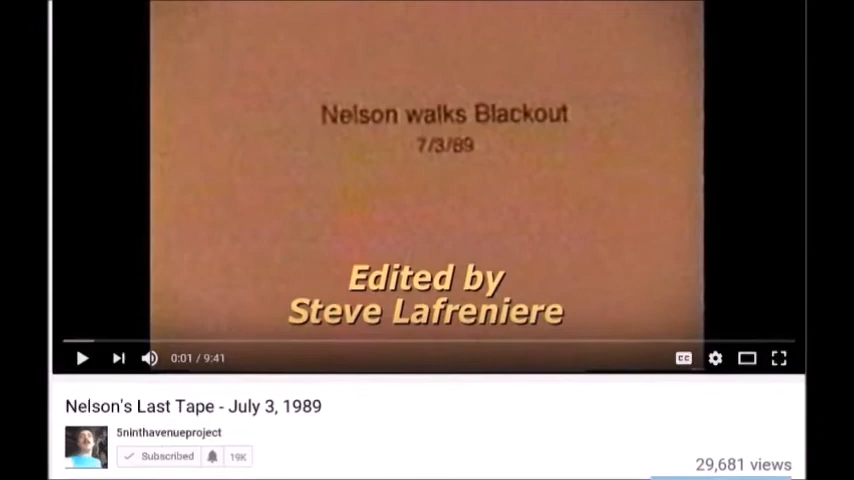 Nelson walks Blackout
7/3/89
Edited by
Steve Lafreniere
0:01 / 9:41
CC
Nelson's Last Tape - July 3, 1989
5ninthavenueproject
Subscribed 19K
29,681 views